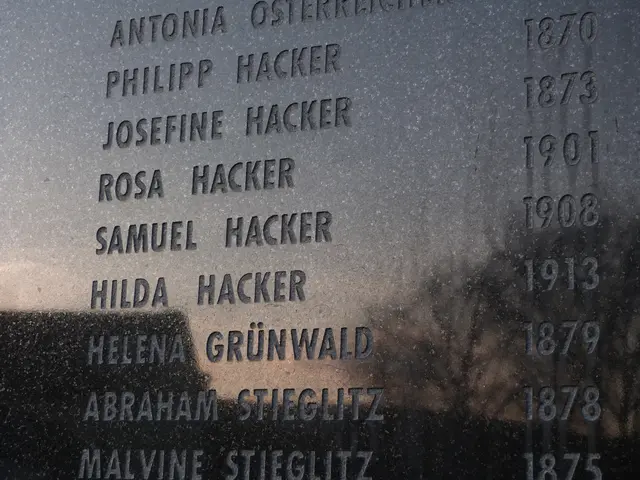 ANTONIA ÖSTERREICHER
PHILIPP HACKER 1870
JOSEFINE HACKER 1873
ROSA HACKER 1901
SAMUEL HACKER 1908
HILDA HACKER 1913
HELENA GRÜNWALD 1879
ABRAHAM STIEGLITZ 1878
MALVINE STIEGLITZ 1875